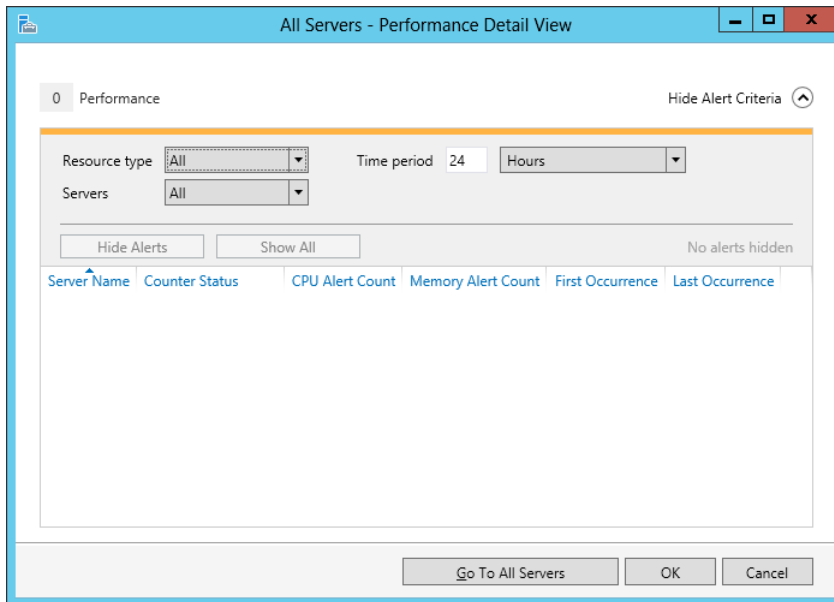 All Servers - Performance Detail View
0 Performance Hide Alert Criteria
Resource type All Time period 24 Hours
Servers All
Hide Alerts Show All No alerts hidden
Server Name Counter Status CPU Alert Count Memory Alert Count First Occurrence Last Occurrence
Go To All Servers OK Cancel